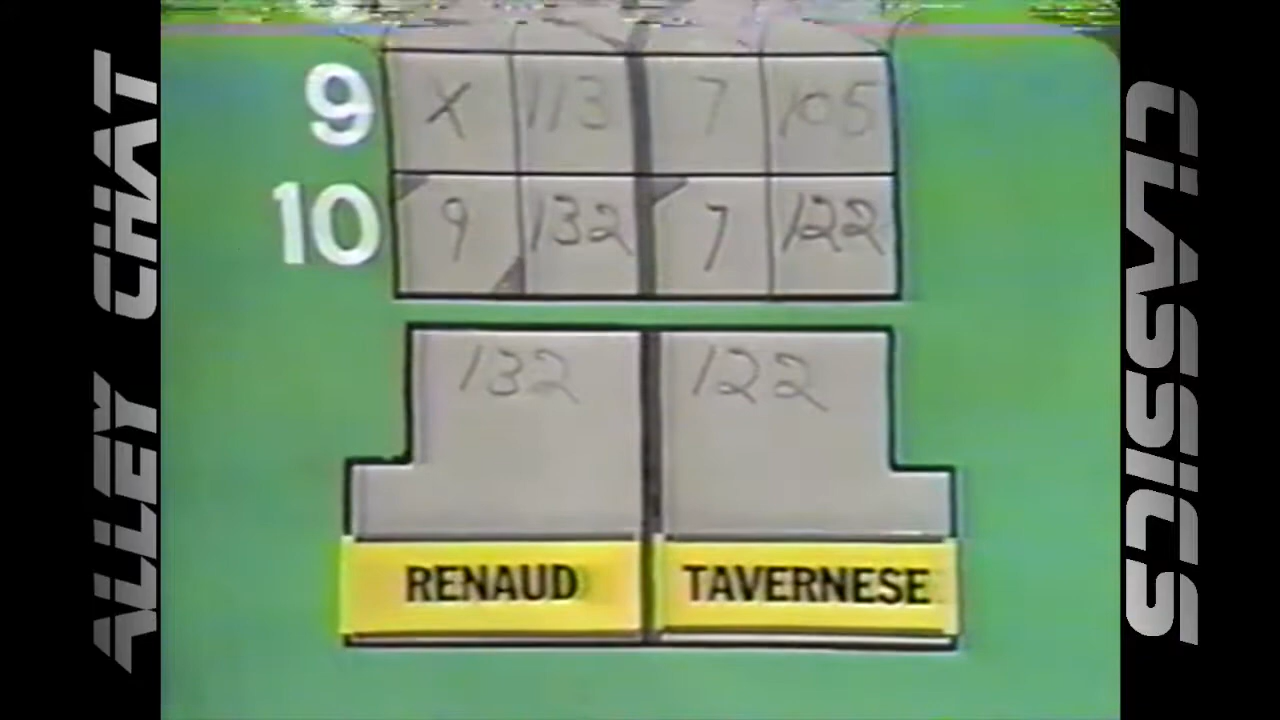 ALLEY CHAT
9 X 113 7 105
10 9 132 7 122
132 122
RENAUD TAVERNESE
CLASSICS